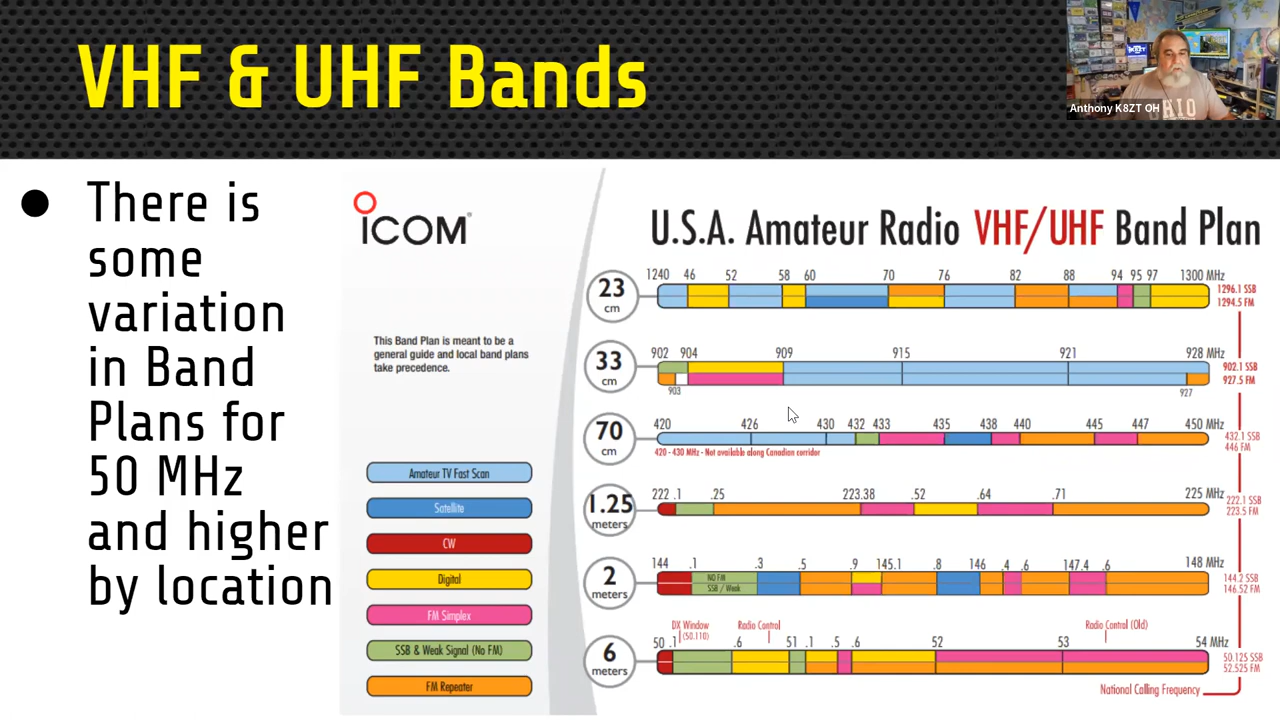 VHF & UHF Bands
Anthony K8ZT OH
OHIO
● There is
some
variation
in Band
Plans for
50 MHz
and higher
by location
ICOM®
This Band Plan is meant to be a
general guide and local band plans
take precedence.
Amateur TV Fast Scan
Satellite
CW
Digital
FM Simplex
SSB & Weak Signal (No FM)
FM Repeater
U.S.A. Amateur Radio VHF/UHF Band Plan
23 cm
1240 46 52 58 60 70 76 82 88 94 95 97 1300 MHz
1296.1 SSB
1294.5 FM
33 cm
902 904 909 915 921 928 MHz
903 927
902.1 SSB
927.5 FM
70 cm
420 426 430 432 433 435 438 440 445 447 450 MHz
420 - 430 MHz - Not available along Canadian corridor
432.1 SSB
446 FM
1.25 meters
222 .1 .25 223.38 .52 .64 .71 225 MHz
222.1 SSB
223.5 FM
2 meters
144 .1 .3 .5 .9 145.1 .8 146 .4 .6 147.4 .6 148 MHz
NO FM
SSB / Weak
144.2 SSB
146.52 FM
DX Window
(50.110)
Radio Control
Radio Control (Old)
6 meters
50 .1 .6 51 .1 .5 .6 52 53 54 MHz
50.125 SSB
52.525 FM
National Calling Frequency